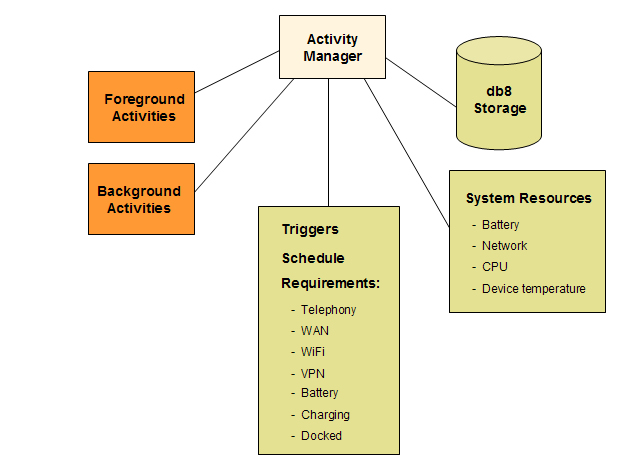 Activity
Manager
Foreground
Activities
Background
Activities
db8
Storage
System Resources
- Battery
- Network
- CPU
- Device temperature
Triggers
Schedule
Requirements:
- Telephony
- WAN
- WiFi
- VPN
- Battery
- Charging
- Docked